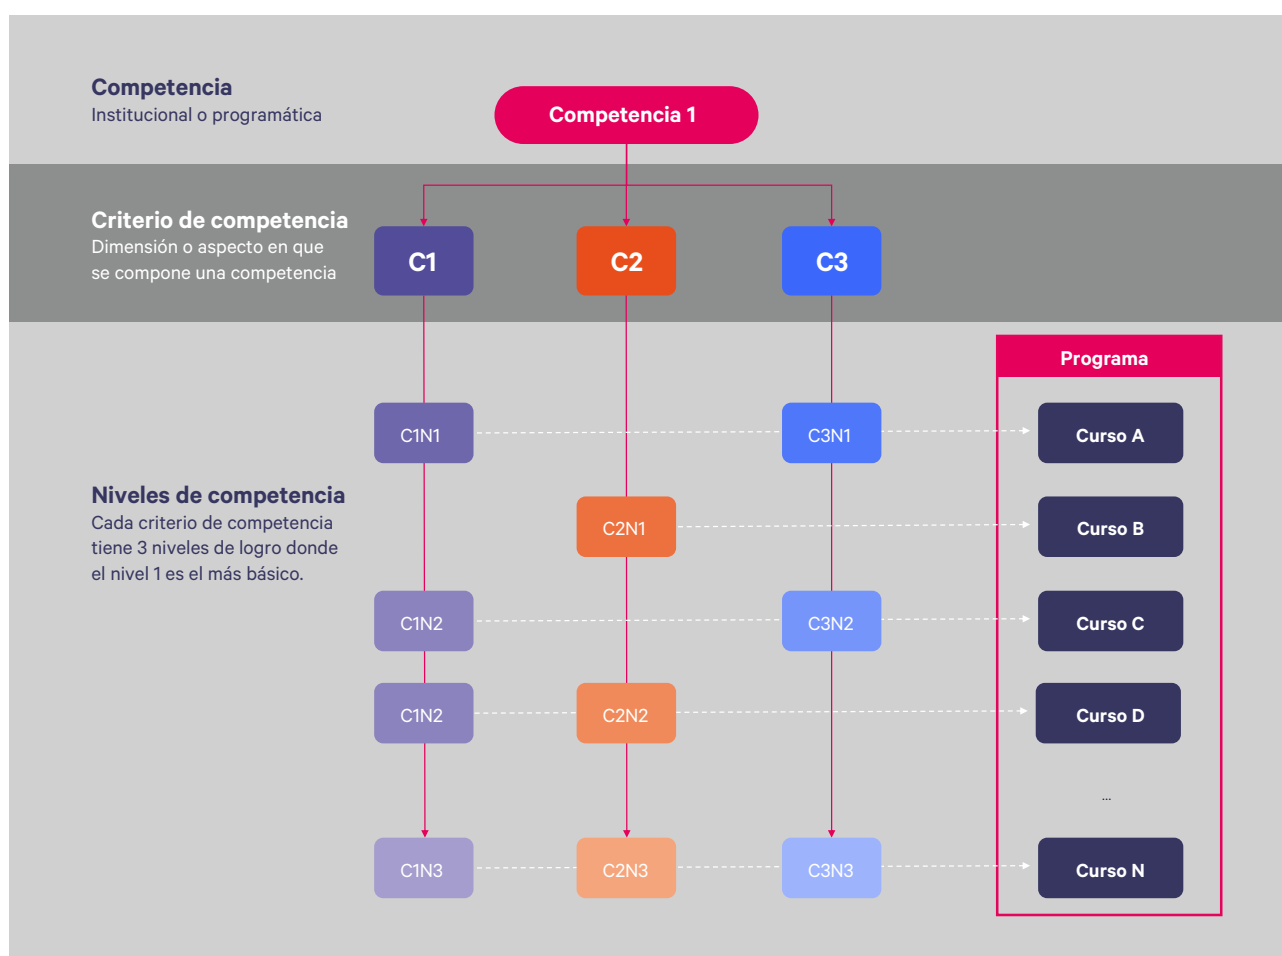 Competencia
Institucional o programática
Competencia 1
Criterio de competencia
Dimensión o aspecto en que
se compone una competencia
C1
C2
C3
Programa
C1N1
C3N1
Curso A
Niveles de competencia
Cada criterio de competencia
tiene 3 niveles de logro donde
el nivel 1 es el más básico.
C2N1
Curso B
C1N2
C3N2
Curso C
C1N2
C2N2
Curso D
...
C1N3
C2N3
C3N3
Curso N